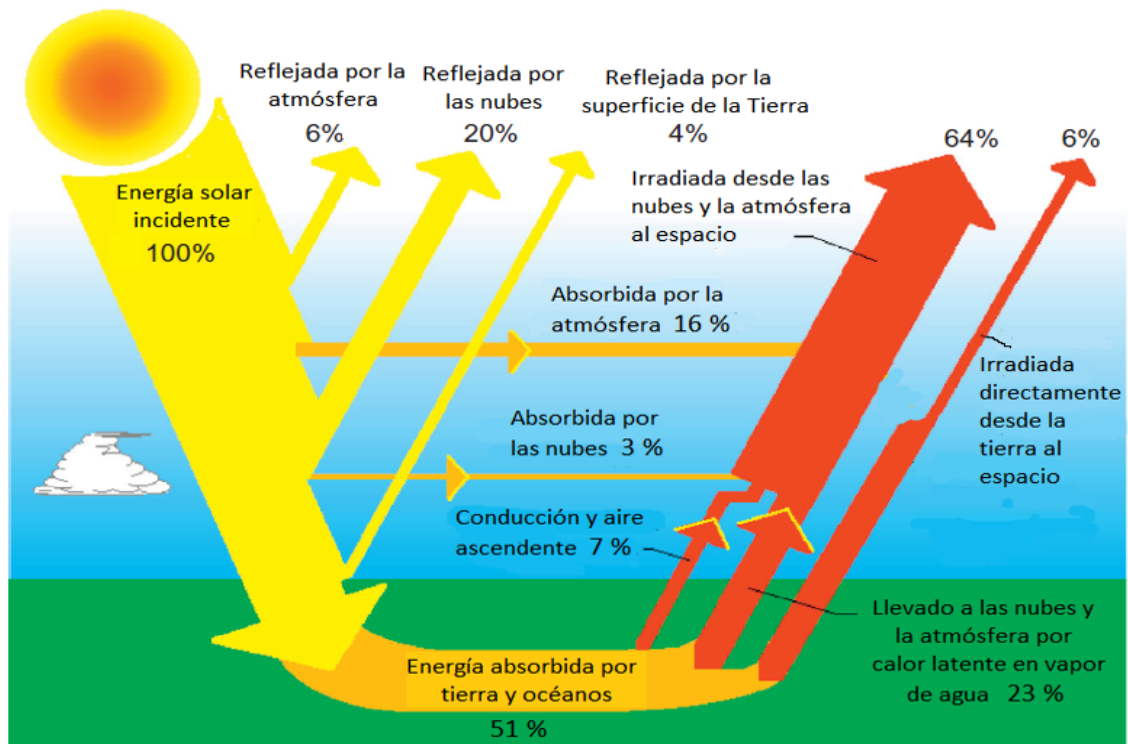 Reflejada por la
atmósfera
6%
Reflejada por
las nubes
20%
Reflejada por la
superficie de la Tierra
4%
64%
6%
Energía solar
incidente
100%
Irradiada desde las
nubes y la atmósfera
al espacio
Absorbida por la
atmósfera 16 %
Irradiada
directamente
desde la
tierra al
espacio
Absorbida por
las nubes 3 %
Conducción y aire
ascendente 7 %
Llevado a las nubes y
la atmósfera por
calor latente en vapor
de agua 23 %
Energía absorbida por
tierra y océanos
51 %